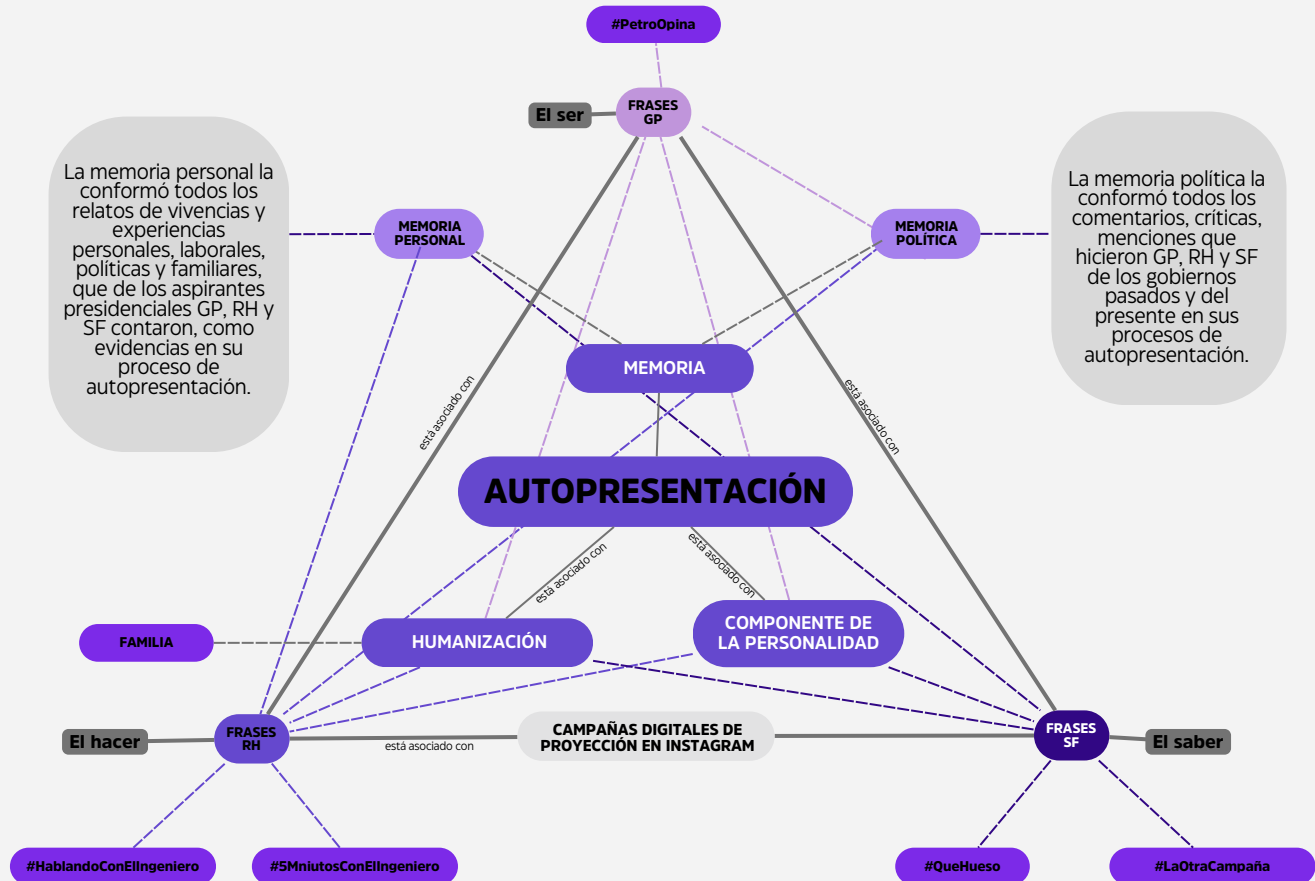 #PetroOpina
El ser
FRASES
GP
La memoria personal la
conformó todos los
relatos de vivencias y
experiencias
personales, laborales,
políticas y familiares,
que de los aspirantes
presidenciales GP, RH y
SF contaron, como
evidencias en su
proceso de
autopresentación.
MEMORIA
PERSONAL
MEMORIA
POLÍTICA
La memoria política la
conformó todos los
comentarios, críticas,
menciones que
hicieron GP, RH y SF
de los gobiernos
pasados y del
presente en sus
procesos de
autopresentación.
MEMORIA
está asociado con
está asociado con
AUTOPRESENTACIÓN
está asociado con
está asociado con
FAMILIA
HUMANIZACIÓN
COMPONENTE DE
LA PERSONALIDAD
El hacer
FRASES
RH
está asociado con
CAMPAÑAS DIGITALES DE
PROYECCIÓN EN INSTAGRAM
FRASES
SF
El saber
#HablandoConElIngeniero
#5MniutosConElIngeniero
#QueHueso
#LaOtraCampaña